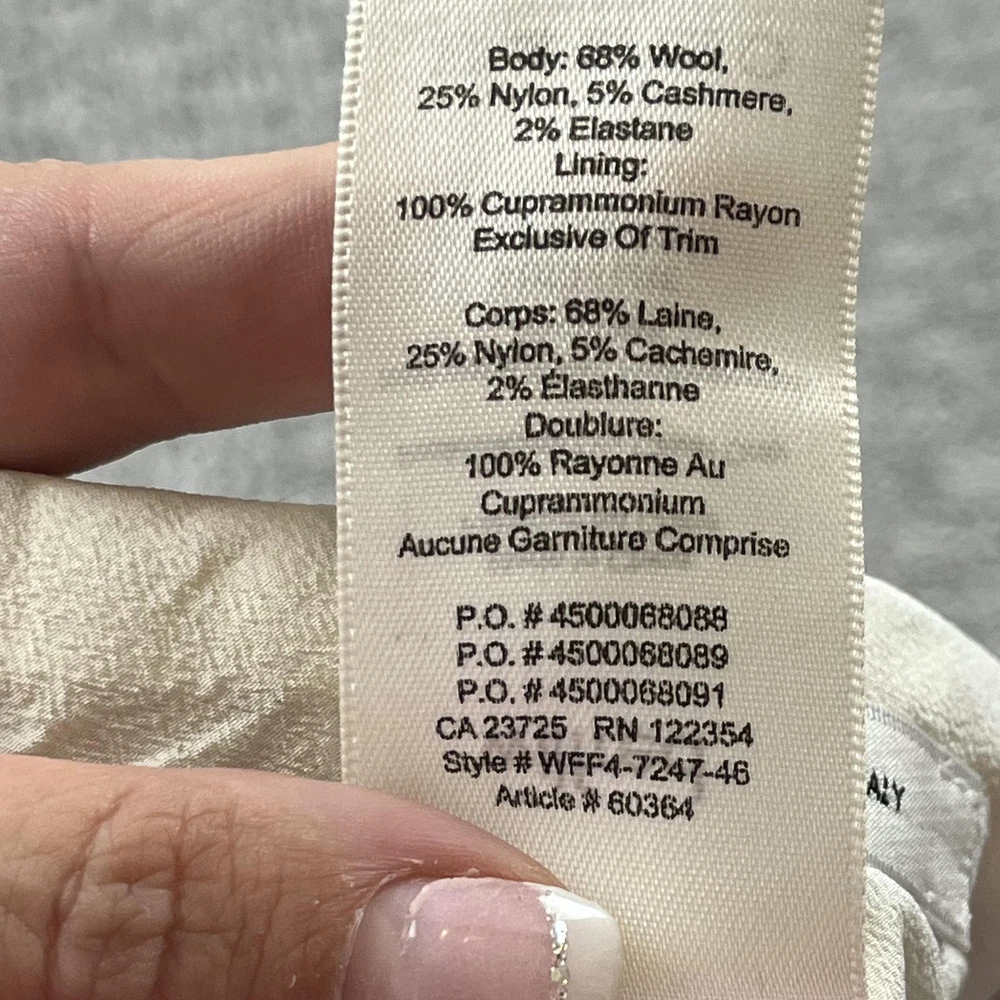 Body: 68% Wool,
25% Nylon, 5% Cashmere,
2% Elastane
Lining:
100% Cuprammonium Rayon
Exclusive Of Trim
Corps: 68% Laine,
25% Nylon, 5% Cachemire,
2% Élasthanne
Doublure:
100% Rayonne Au
Cuprammonium
Aucune Garniture Comprise
P.O. # 4500068088
P.O. # 4500068089
P.O. # 4500068091
CA 23725 RN 122354
Style # WFF4-7247-46
Article # 60364
ALY